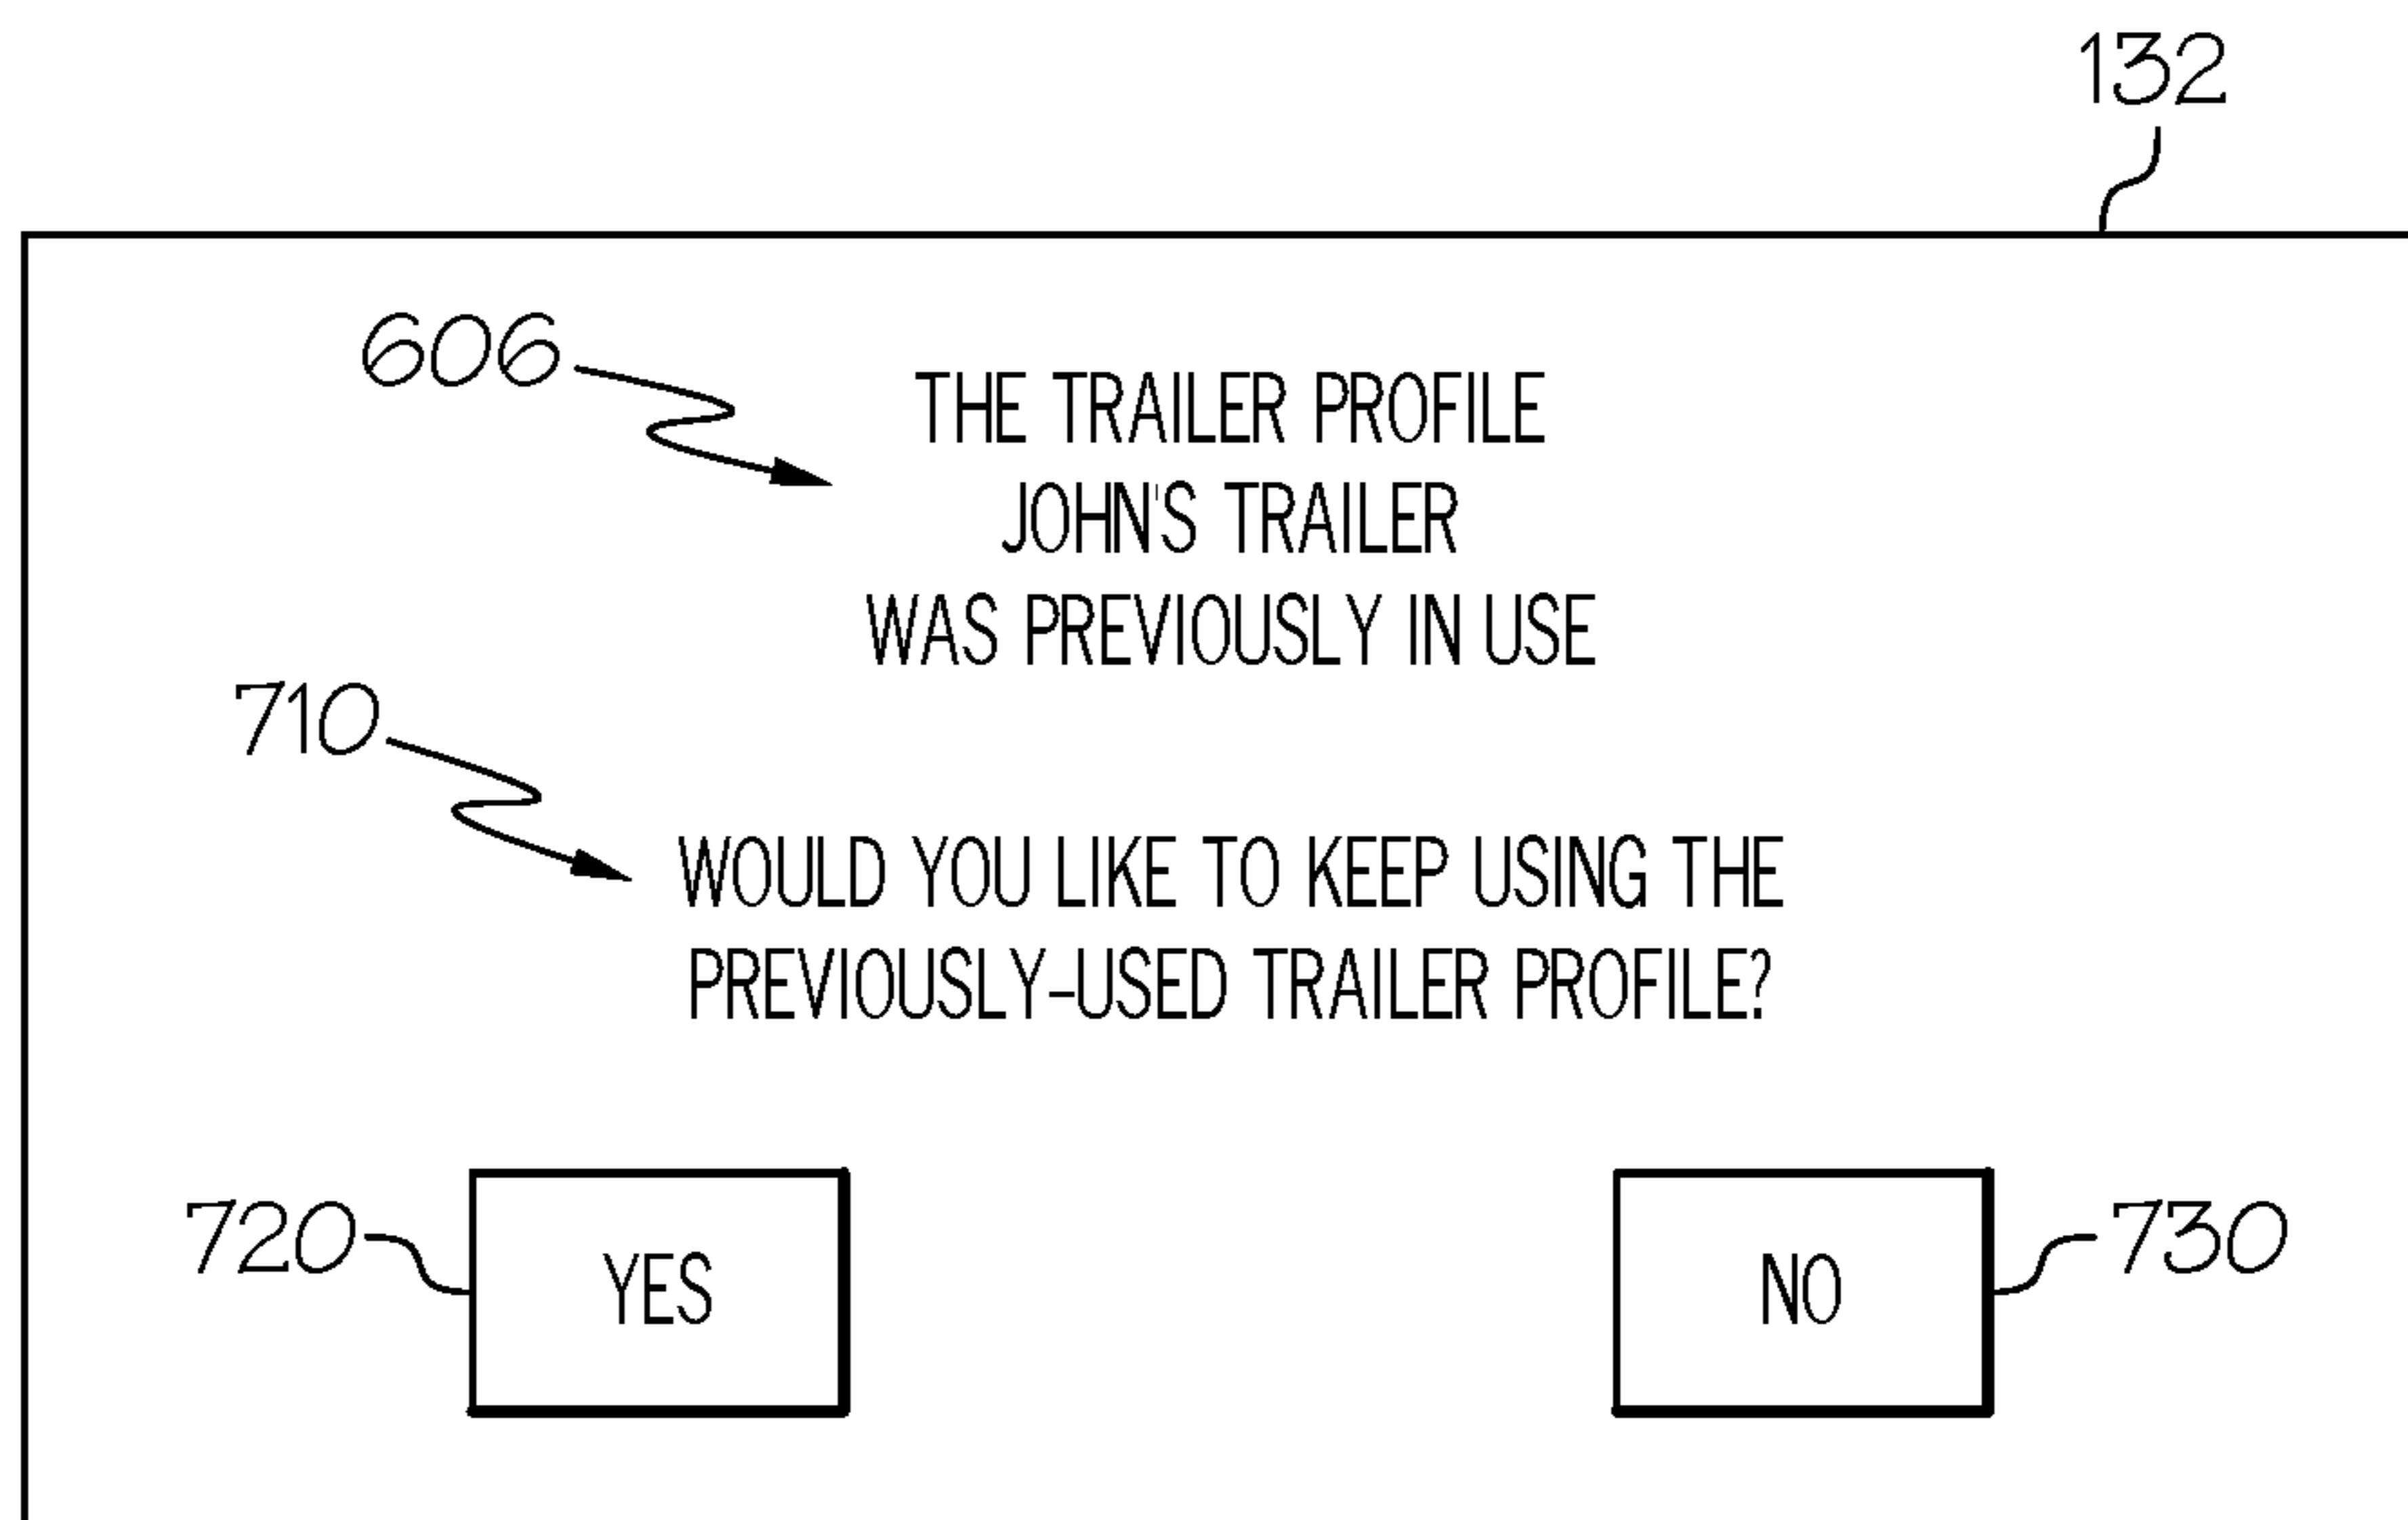 132
606
THE TRAILER PROFILE
JOHN'S TRAILER
WAS PREVIOUSLY IN USE
710
WOULD YOU LIKE TO KEEP USING THE
PREVIOUSLY-USED TRAILER PROFILE?
720
YES
NO
730